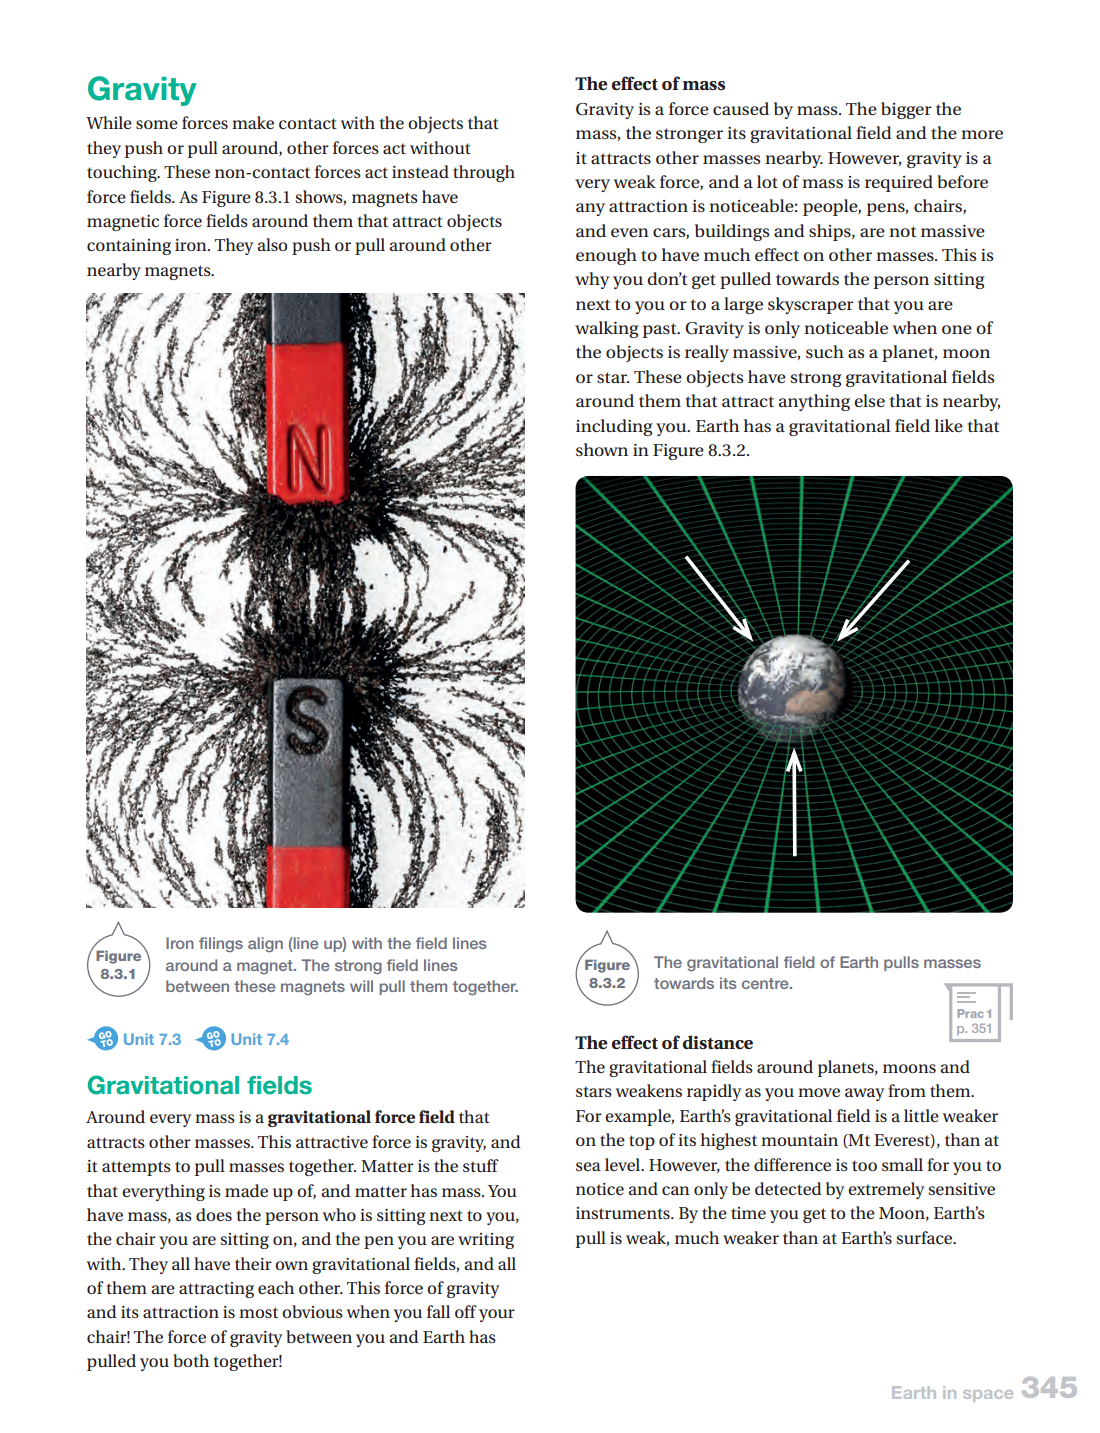 Gravity
While some forces make contact with the objects that
they push or pull around, other forces act without
touching. These non-contact forces act instead through
force fields. As Figure 8.3.1 shows, magnets have
magnetic force fields around them that attract objects
containing iron. They also push or pull around other
nearby magnets.
N
S
Figure
8.3.1
Iron filings align (line up) with the field lines
around a magnet. The strong field lines
between these magnets will pull them together.
GO TO Unit 7.3 GO TO Unit 7.4
Gravitational fields
Around every mass is a gravitational force field that
attracts other masses. This attractive force is gravity, and
it attempts to pull masses together. Matter is the stuff
that everything is made up of, and matter has mass. You
have mass, as does the person who is sitting next to you,
the chair you are sitting on, and the pen you are writing
with. They all have their own gravitational fields, and all
of them are attracting each other. This force of gravity
and its attraction is most obvious when you fall off your
chair! The force of gravity between you and Earth has
pulled you both together!
The effect of mass
Gravity is a force caused by mass. The bigger the
mass, the stronger its gravitational field and the more
it attracts other masses nearby. However, gravity is a
very weak force, and a lot of mass is required before
any attraction is noticeable: people, pens, chairs,
and even cars, buildings and ships, are not massive
enough to have much effect on other masses. This is
why you don't get pulled towards the person sitting
next to you or to a large skyscraper that you are
walking past. Gravity is only noticeable when one of
the objects is really massive, such as a planet, moon
or star. These objects have strong gravitational fields
around them that attract anything else that is nearby,
including you. Earth has a gravitational field like that
shown in Figure 8.3.2.
Figure
8.3.2
The gravitational field of Earth pulls masses
towards its centre.
Prac 1
p. 351
The effect of distance
The gravitational fields around planets, moons and
stars weakens rapidly as you move away from them.
For example, Earth's gravitational field is a little weaker
on the top of its highest mountain (Mt Everest), than at
sea level. However, the difference is too small for you to
notice and can only be detected by extremely sensitive
instruments. By the time you get to the Moon, Earth's
pull is weak, much weaker than at Earth's surface.
Earth in space 345